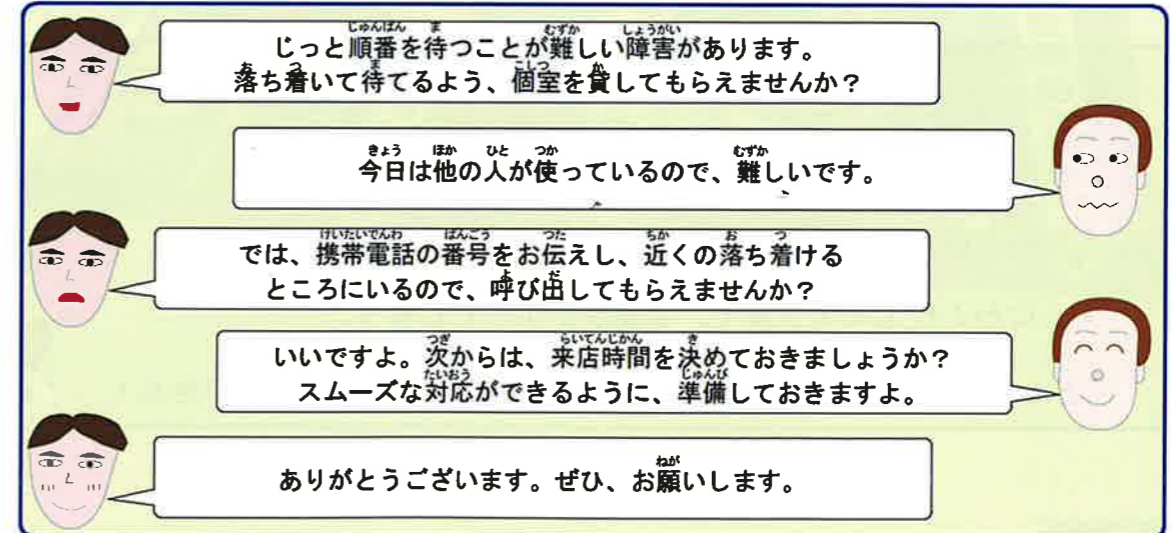 じっと順番を待つことが難しい障害があります。
落ち着いて待てるよう、個室を貸してもらえませんか？
今日は他の人が使っているので、難しいです。
では、携帯電話の番号をお伝えし、近くの落ち着ける
ところにいるので、呼び出してもらえませんか？
いいですよ。次からは、来店時間を決めておきましょうか？
スムーズな対応ができるように、準備しておきますよ。
ありがとうございます。ぜひ、お願いします。